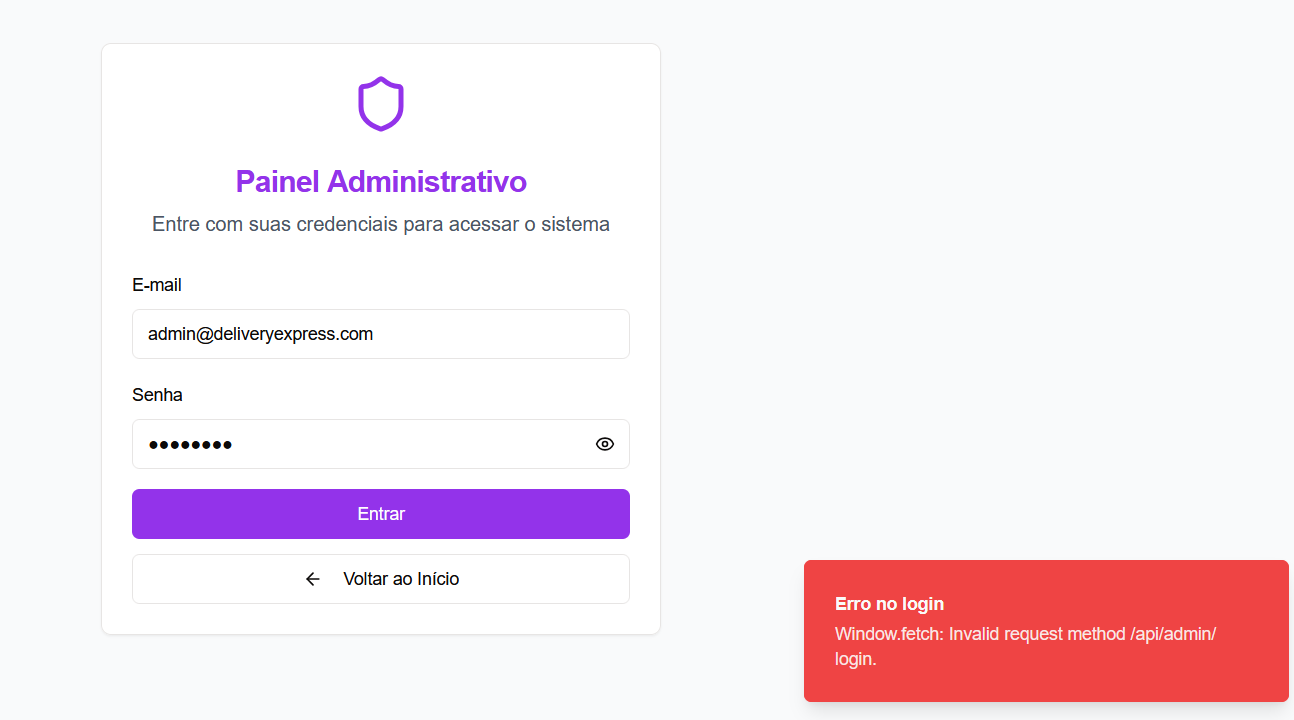 Painel Administrativo
Entre com suas credenciais para acessar o sistema
E-mail
admin@deliveryexpress.com
Senha
••••••••
Entrar
Voltar ao Início
Erro no login
Window.fetch: Invalid request method /api/admin/
login.